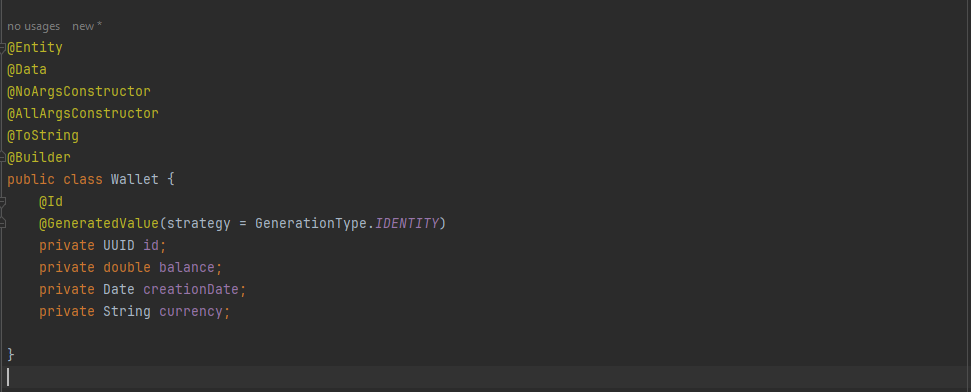 no usages new *
@Entity
@Data
@NoArgsConstructor
@AllArgsConstructor
@ToString
@Builder
public class Wallet {
@Id
@GeneratedValue(strategy = GenerationType.IDENTITY)
private UUID id;
private double balance;
private Date creationDate;
private String currency;
}